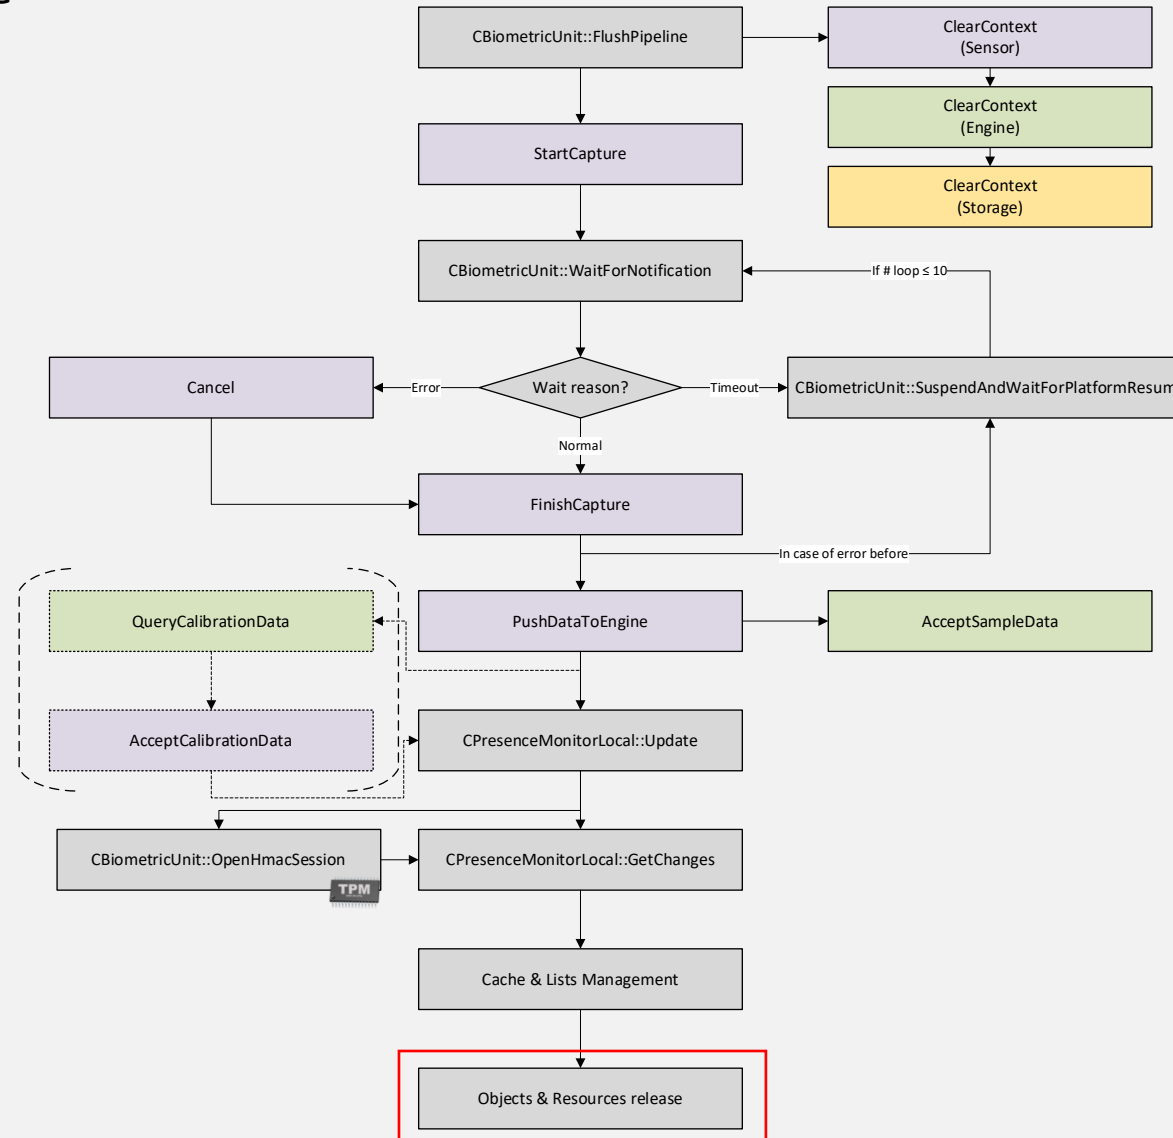 CBiometricUnit::FlushPipeline
ClearContext
(Sensor)
ClearContext
(Engine)
StartCapture
ClearContext
(Storage)
CBiometricUnit::WaitForNotification
If # loop ≤ 10
Cancel
Error
Wait reason?
Timeout
CBiometricUnit::SuspendAndWaitForPlatformResum
Normal
FinishCapture
In case of error before
QueryCalibrationData
PushDataToEngine
AcceptSampleData
AcceptCalibrationData
CPresenceMonitorLocal::Update
CBiometricUnit::OpenHmacSession
CPresenceMonitorLocal::GetChanges
TPM
Cache & Lists Management
Objects & Resources release